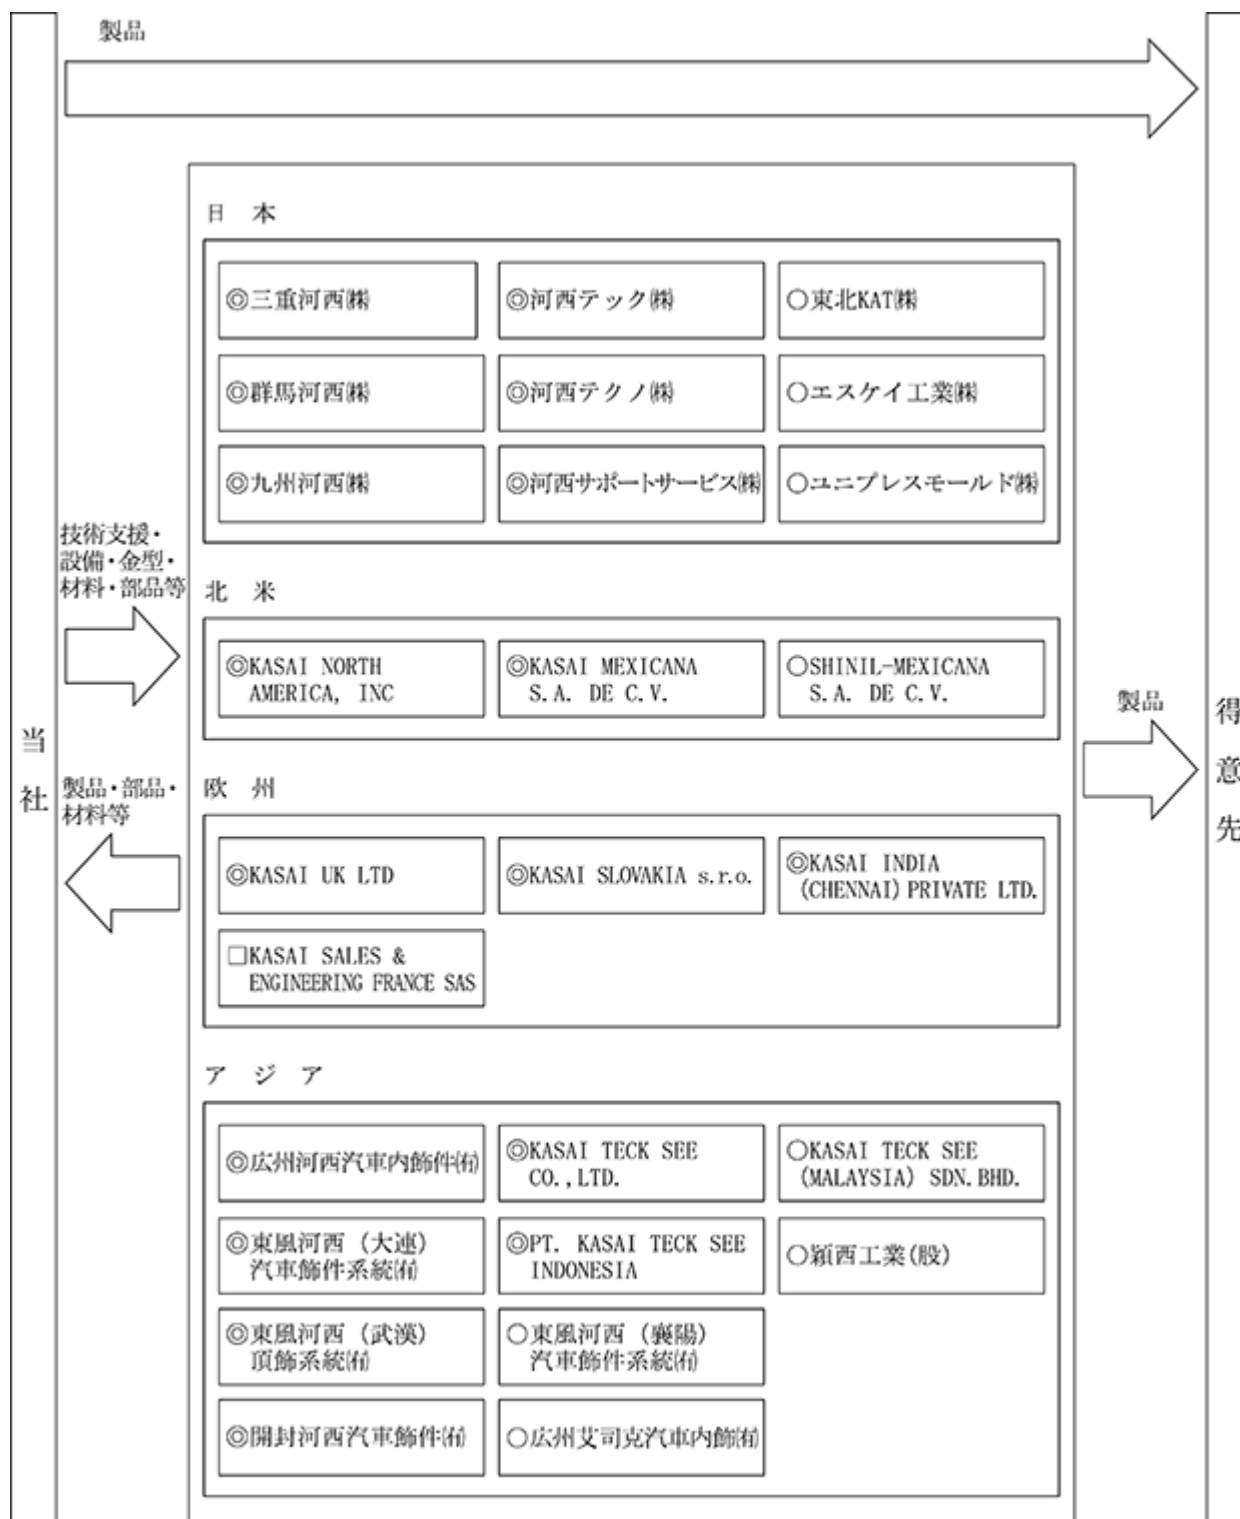 製品
日 本
◎三重河西㈱
◎河西テック㈱
○東北KAT㈱
◎群馬河西㈱
◎河西テクノ㈱
○エスケイ工業㈱
◎九州河西㈱
◎河西サポートサービス㈱
○ユニプレスモールド㈱
技術支援・
設備・金型・
材料・部品等
北 米
◎KASAI NORTH
AMERICA, INC
◎KASAI MEXICANA
S.A. DE C.V.
○SHINIL-MEXICANA
S.A. DE C.V.
製品
得意先
当社
製品・部品・
材料等
欧 州
◎KASAI UK LTD
◎KASAI SLOVAKIA s.r.o.
◎KASAI INDIA
(CHENNAI) PRIVATE LTD.
□KASAI SALES &
ENGINEERING FRANCE SAS
ア ジ ア
◎広州河西汽車内飾件㈲
◎KASAI TECK SEE
CO.,LTD.
○KASAI TECK SEE
(MALAYSIA) SDN.BHD.
◎東風河西（大連）
汽車飾件系統㈲
◎PT. KASAI TECK SEE
INDONESIA
○穎西工業(股)
◎東風河西（武漢）
頂飾系統㈲
○東風河西（襄陽）
汽車飾件系統㈲
◎開封河西汽車飾件㈲
○広州艾司克汽車内飾㈲